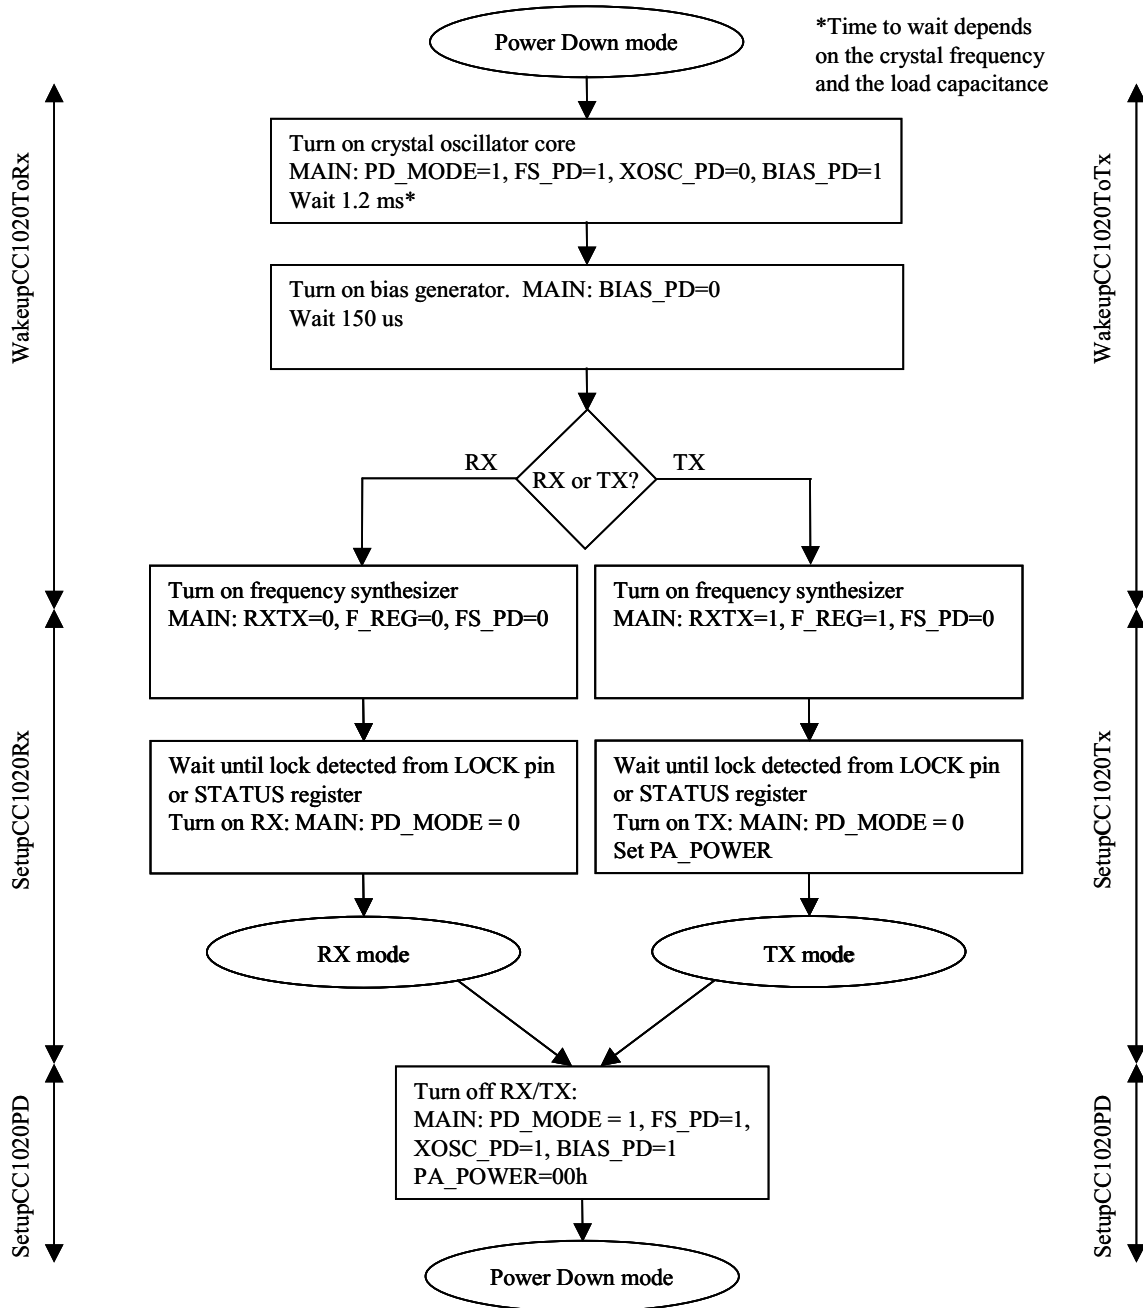 Power Down mode
*Time to wait depends
on the crystal frequency
and the load capacitance
WakeupCC1020ToRx
WakeupCC1020ToTx
Turn on crystal oscillator core
MAIN: PD_MODE=1, FS_PD=1, XOSC_PD=0, BIAS_PD=1
Wait 1.2 ms*
Turn on bias generator.  MAIN: BIAS_PD=0
Wait 150 us
RX
RX or TX?
TX
Turn on frequency synthesizer
MAIN: RXTX=0, F_REG=0, FS_PD=0
Turn on frequency synthesizer
MAIN: RXTX=1, F_REG=1, FS_PD=0
SetupCC1020Rx
SetupCC1020Tx
Wait until lock detected from LOCK pin
or STATUS register
Turn on RX: MAIN: PD_MODE = 0
Wait until lock detected from LOCK pin
or STATUS register
Turn on TX: MAIN: PD_MODE = 0
Set PA_POWER
RX mode
TX mode
SetupCC1020PD
SetupCC1020PD
Turn off RX/TX:
MAIN: PD_MODE = 1, FS_PD=1,
XOSC_PD=1, BIAS_PD=1
PA_POWER=00h
Power Down mode